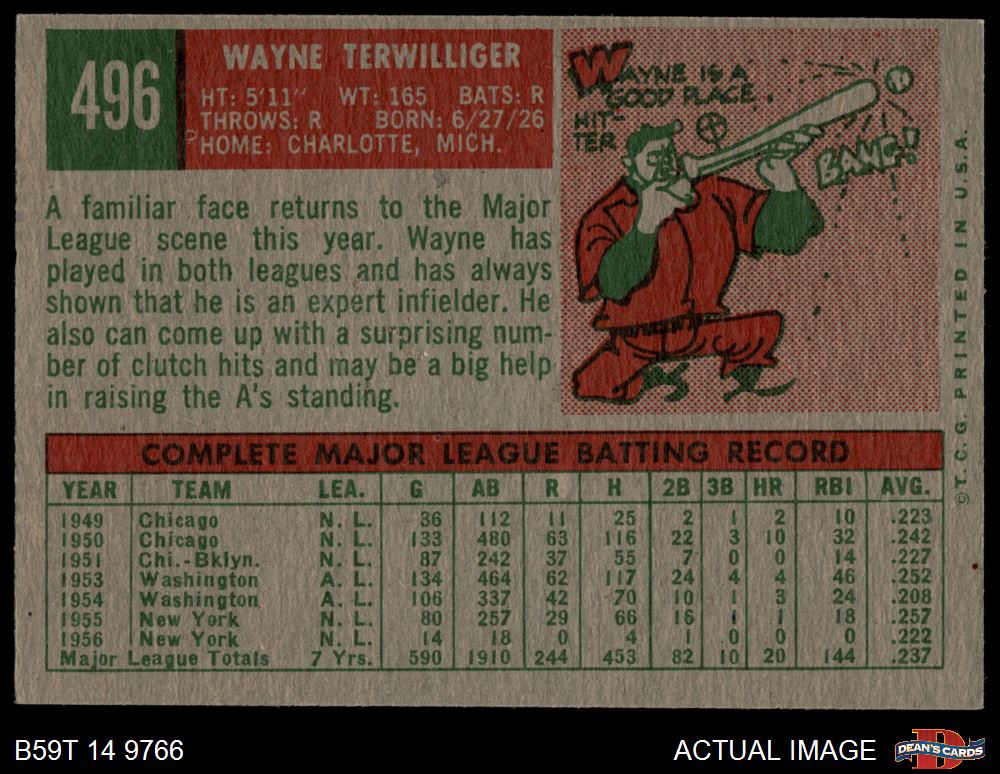 496
WAYNE TERWILLIGER
HT: 5'11" WT: 165 BATS: R
THROWS: R BORN: 6/27/26
HOME: CHARLOTTE, MICH.
WAYNE IS A
GOOD PLACE
HIT-
TER
BANG!
A familiar face returns to the Major
League scene this year. Wayne has
played in both leagues and has always
shown that he is an expert infielder. He
also can come up with a surprising num-
ber of clutch hits and may be a big help
in raising the A's standing.
COMPLETE MAJOR LEAGUE BATTING RECORD
YEAR TEAM LEA. G AB R H 2B 3B HR RBI AVG.
1949 Chicago N. L. 36 112 11 25 2 1 2 10 .223
1950 Chicago N. L. 133 480 63 116 22 3 10 32 .242
1951 Chi.-Bklyn. N. L. 87 242 37 55 7 0 0 14 .227
1953 Washington A. L. 134 464 62 117 24 4 4 46 .252
1954 Washington A. L. 106 337 42 70 10 1 3 24 .208
1955 New York N. L. 80 257 29 66 16 1 1 18 .257
1956 New York N. L. 14 18 0 4 1 0 0 0 .222
Major League Totals 7 Yrs. 590 1910 244 453 82 10 20 144 .237
© T. C. G. PRINTED IN U.S.A.
B59T 14 9766
ACTUAL IMAGE
D
DEAN'S CARDS